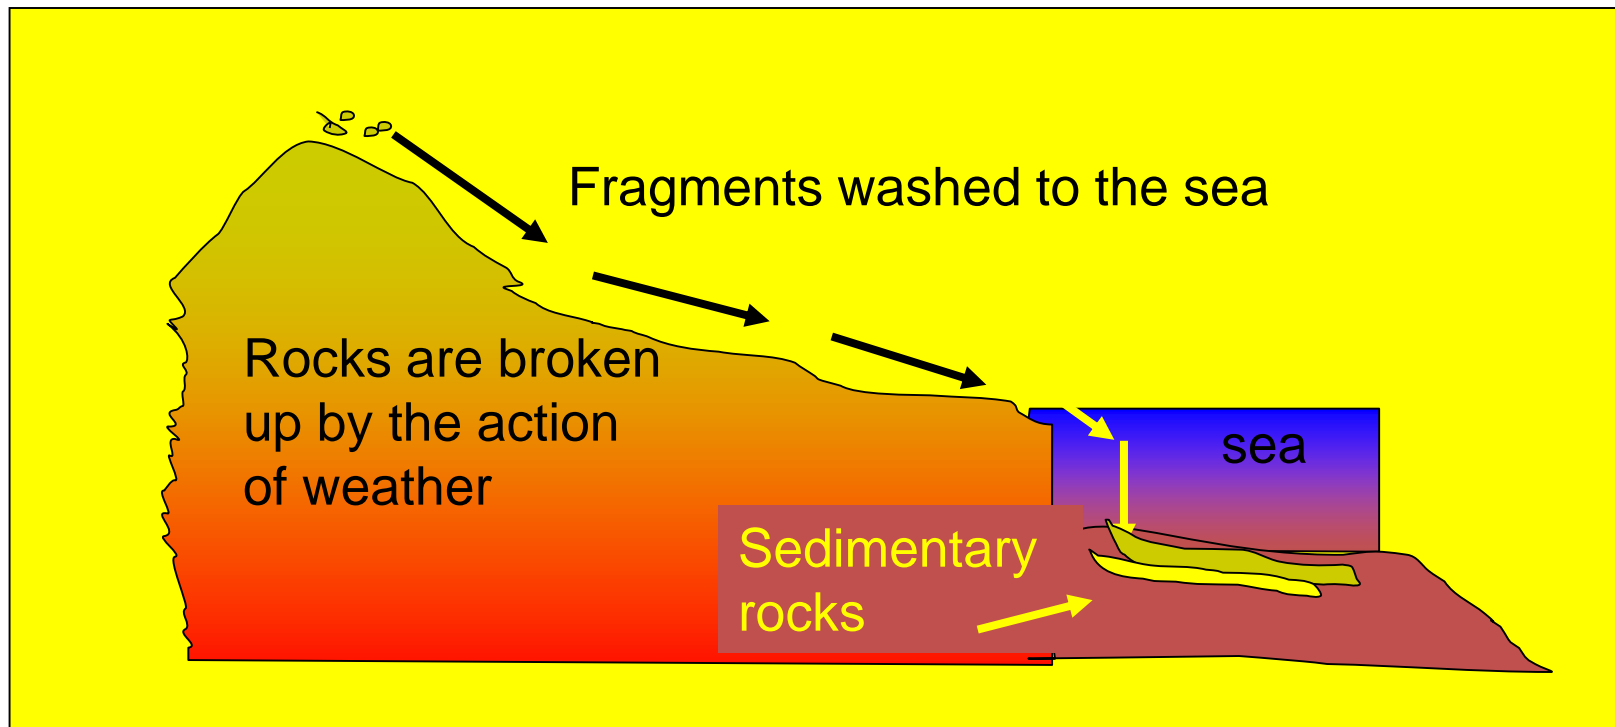 Fragments washed to the sea
Rocks are broken
up by the action
of weather
sea
Sedimentary
rocks